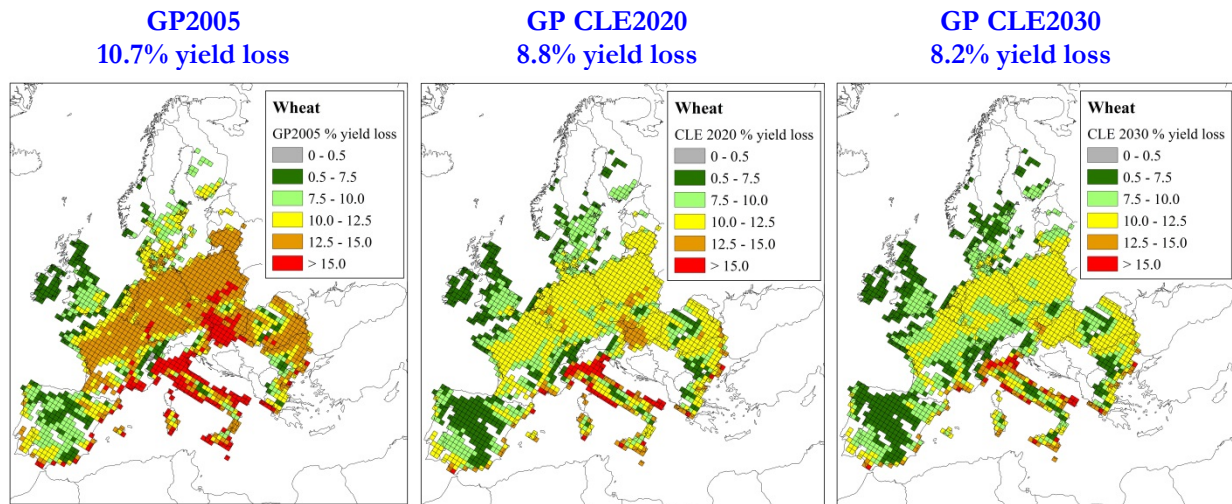 GP2005
10.7% yield loss
GP CLE2020
8.8% yield loss
GP CLE2030
8.2% yield loss
Wheat
GP2005 % yield loss
0 - 0.5
0.5 - 7.5
7.5 - 10.0
10.0 - 12.5
12.5 - 15.0
> 15.0
Wheat
CLE 2020 % yield loss
0 - 0.5
0.5 - 7.5
7.5 - 10.0
10.0 - 12.5
12.5 - 15.0
> 15.0
Wheat
CLE 2030 % yield loss
0 - 0.5
0.5 - 7.5
7.5 - 10.0
10.0 - 12.5
12.5 - 15.0
> 15.0